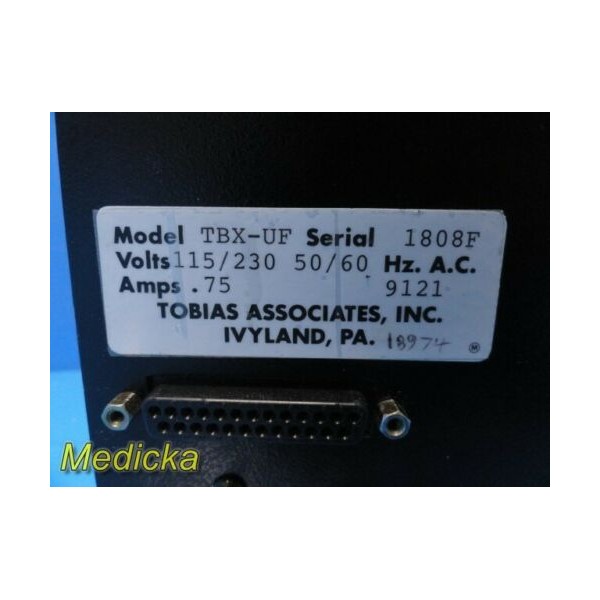 Model TBX-UF Serial 1808F
Volts 115/230 50/60 Hz. A.C.
Amps .75 9121
TOBIAS ASSOCIATES, INC.
IVYLAND, PA. 18974
Medicka